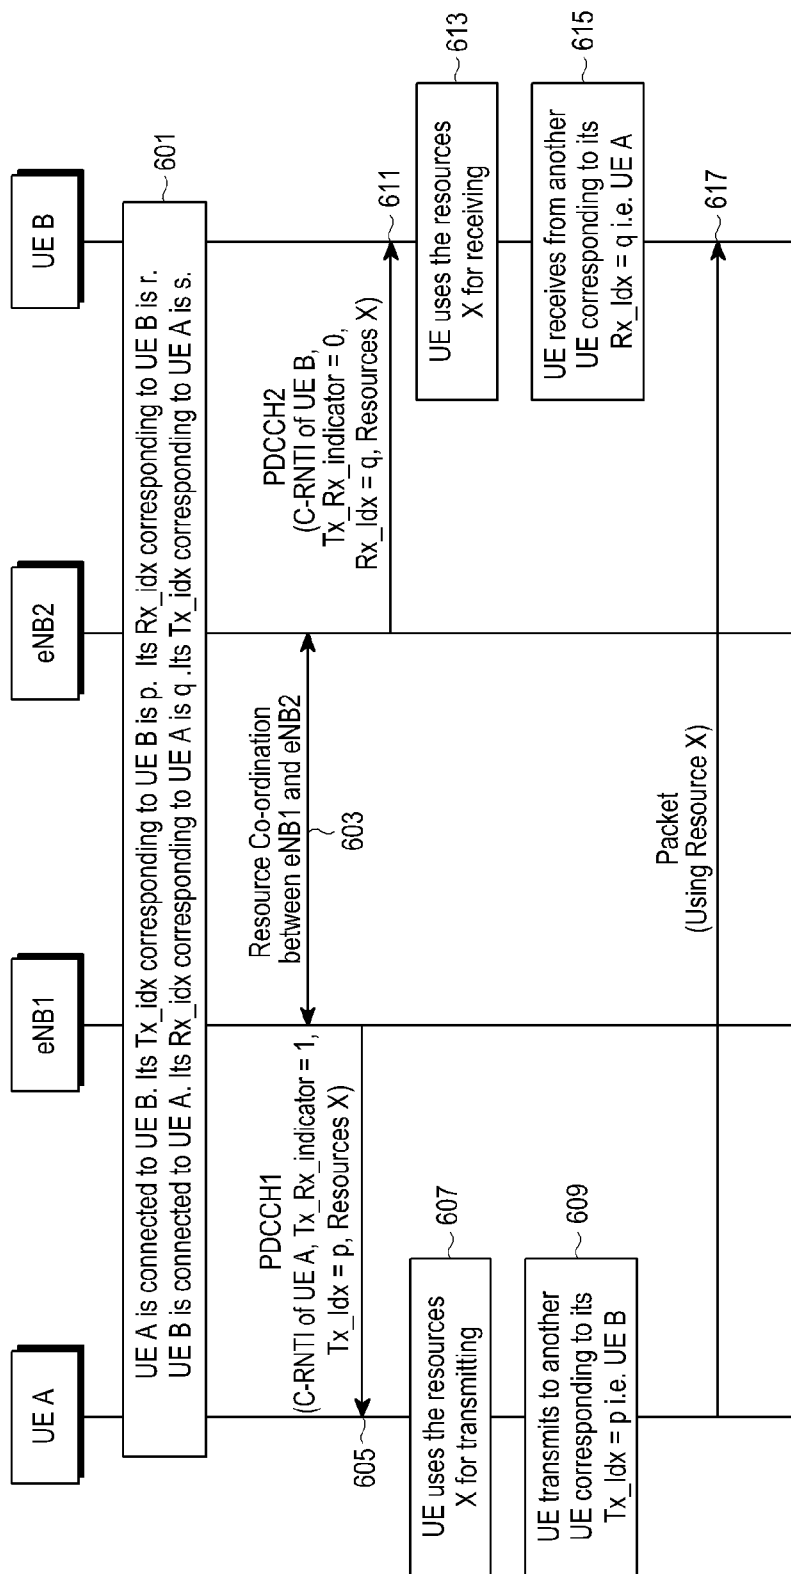 UE A
eNB1
eNB2
UE B
UE A is connected to UE B. Its Tx_idx corresponding to UE B is p. Its Rx_idx corresponding to UE B is r.
UE B is connected to UE A. Its Rx_idx corresponding to UE A is q .Its Tx_idx corresponding to UE A is s.
601
Resource Co-ordination
between eNB1 and eNB2
603
PDCCH1
(C-RNTI of UE A, Tx_Rx_indicator = 1,
Tx_Idx = p, Resources X)
605
UE uses the resources
X for transmitting
607
UE transmits to another
UE corresponding to its
Tx_Idx = p i.e. UE B
609
PDCCH2
(C-RNTI of UE B,
Tx_Rx_indicator = 0,
Rx_Idx = q, Resources X)
611
UE uses the resources
X for receiving
613
UE receives from another
UE corresponding to its
Rx_Idx = q i.e. UE A
615
Packet
(Using Resource X)
617